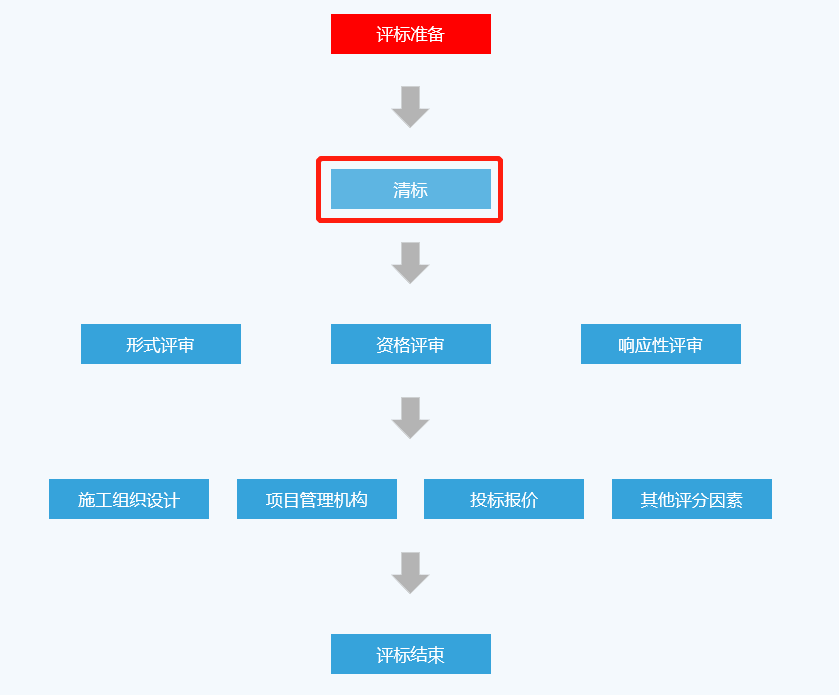 评标准备
清标
形式评审
资格评审
响应性评审
施工组织设计
项目管理机构
投标报价
其他评分因素
评标结束